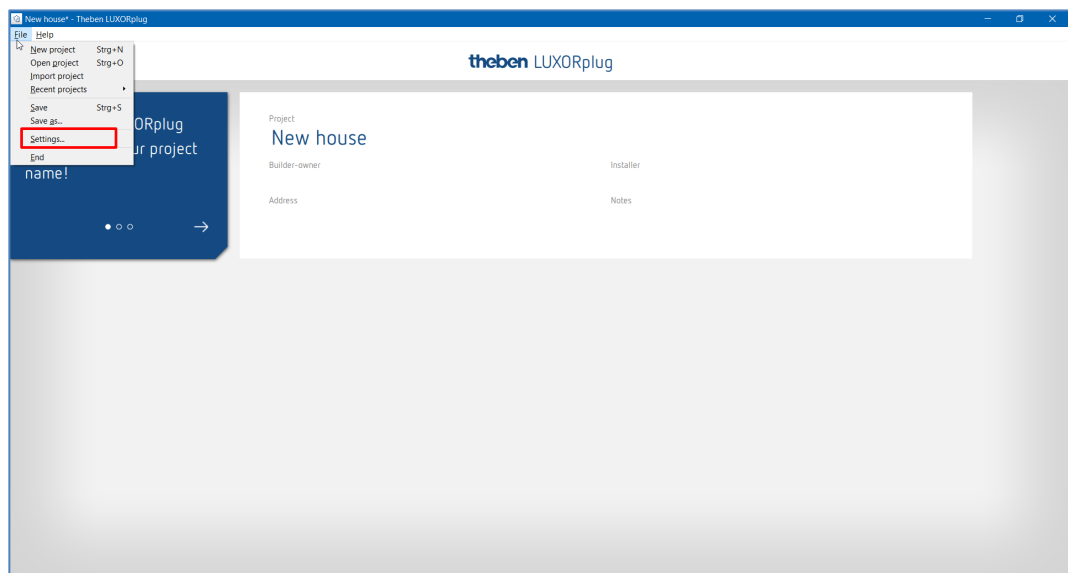 New house* - Theben LUXORplug
File Help
New project Strg+N
Open project Strg+O
Import project
Recent projects
Save Strg+S
Save as...
Settings...
End
theben LUXORplug
ORplug
ur project
name!
Project
New house
Builder-owner
Installer
Address
Notes